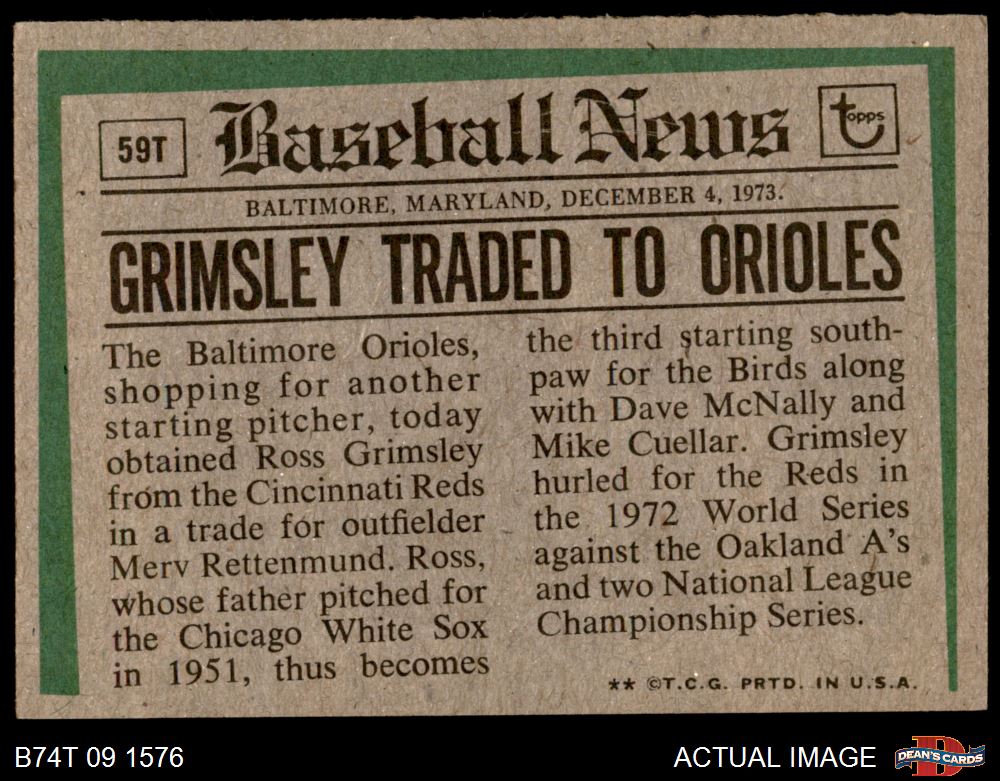 59T
Baseball News
topps
BALTIMORE, MARYLAND, DECEMBER 4, 1973.
GRIMSLEY TRADED TO ORIOLES
The Baltimore Orioles,
shopping for another
starting pitcher, today
obtained Ross Grimsley
from the Cincinnati Reds
in a trade for outfielder
Merv Rettenmund. Ross,
whose father pitched for
the Chicago White Sox
in 1951, thus becomes
the third starting south-
paw for the Birds along
with Dave McNally and
Mike Cuellar. Grimsley
hurled for the Reds in
the 1972 World Series
against the Oakland A's
and two National League
Championship Series.
** ©T.C.G. PRTD. IN U.S.A.
B74T 09 1576
ACTUAL IMAGE
D
DEAN'S CARDS